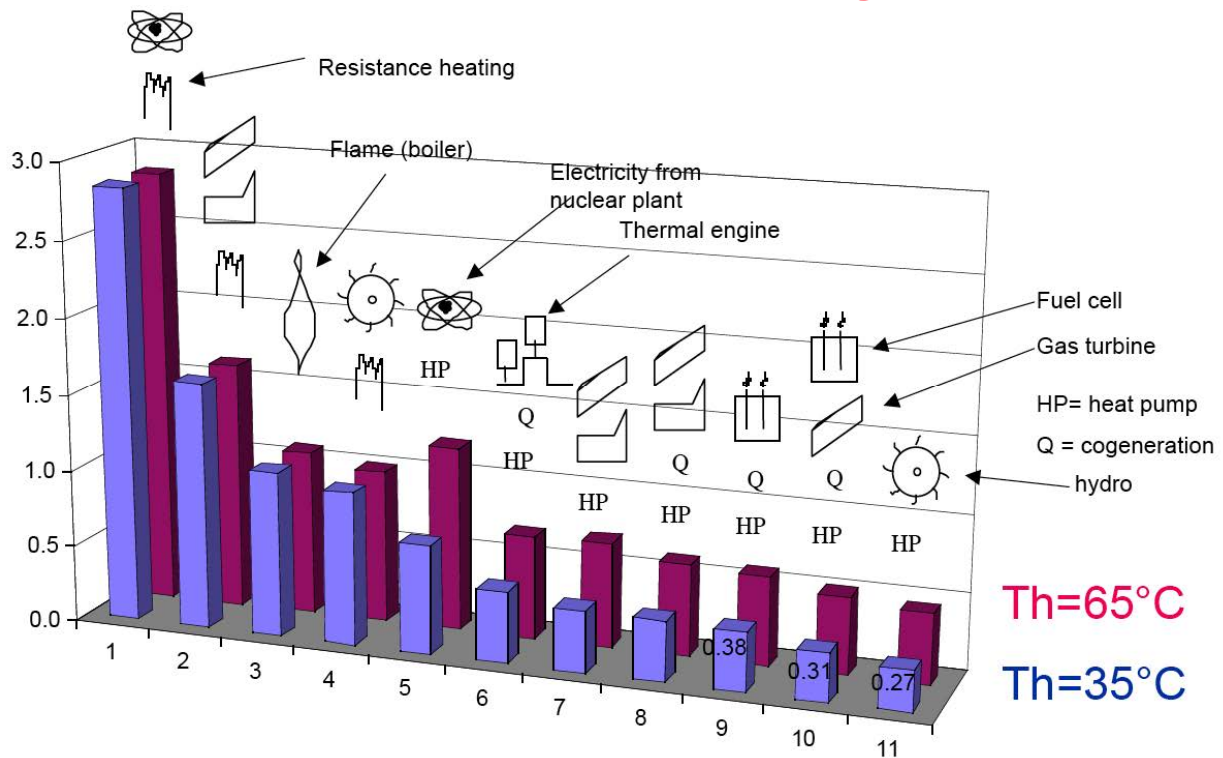 Resistance heating
Flame (boiler)
Electricity from
nuclear plant
Thermal engine
Fuel cell
Gas turbine
HP= heat pump
Q = cogeneration
hydro
3.0
2.5
2.0
1.5
1.0
0.5
0.0
HP
Q
HP
HP
Q
HP
Q
HP
Q
HP
HP
0.38
0.31
0.27
1
2
3
4
5
6
7
8
9
10
11
Th=65°C
Th=35°C